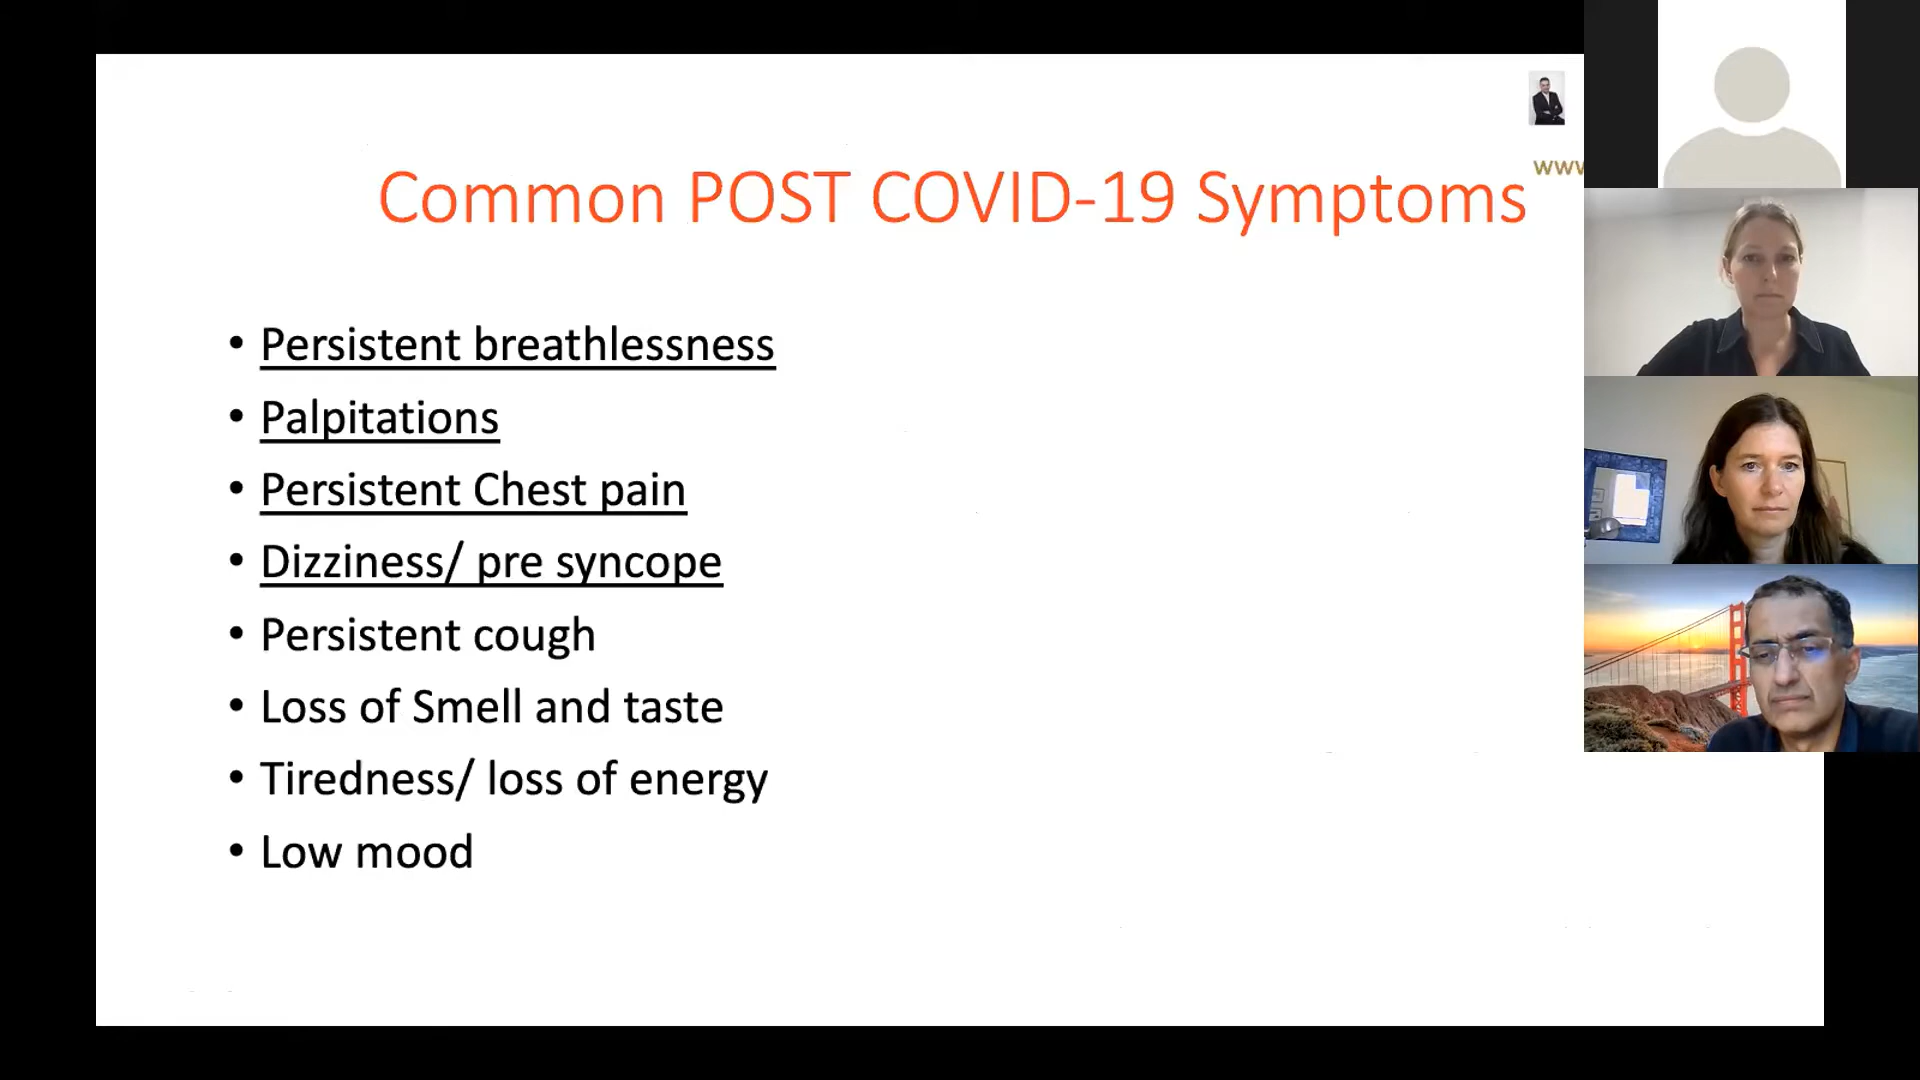 Common POST COVID-19 Symptoms
www
• Persistent breathlessness
• Palpitations
• Persistent Chest pain
• Dizziness/ pre syncope
• Persistent cough
• Loss of Smell and taste
• Tiredness/ loss of energy
• Low mood